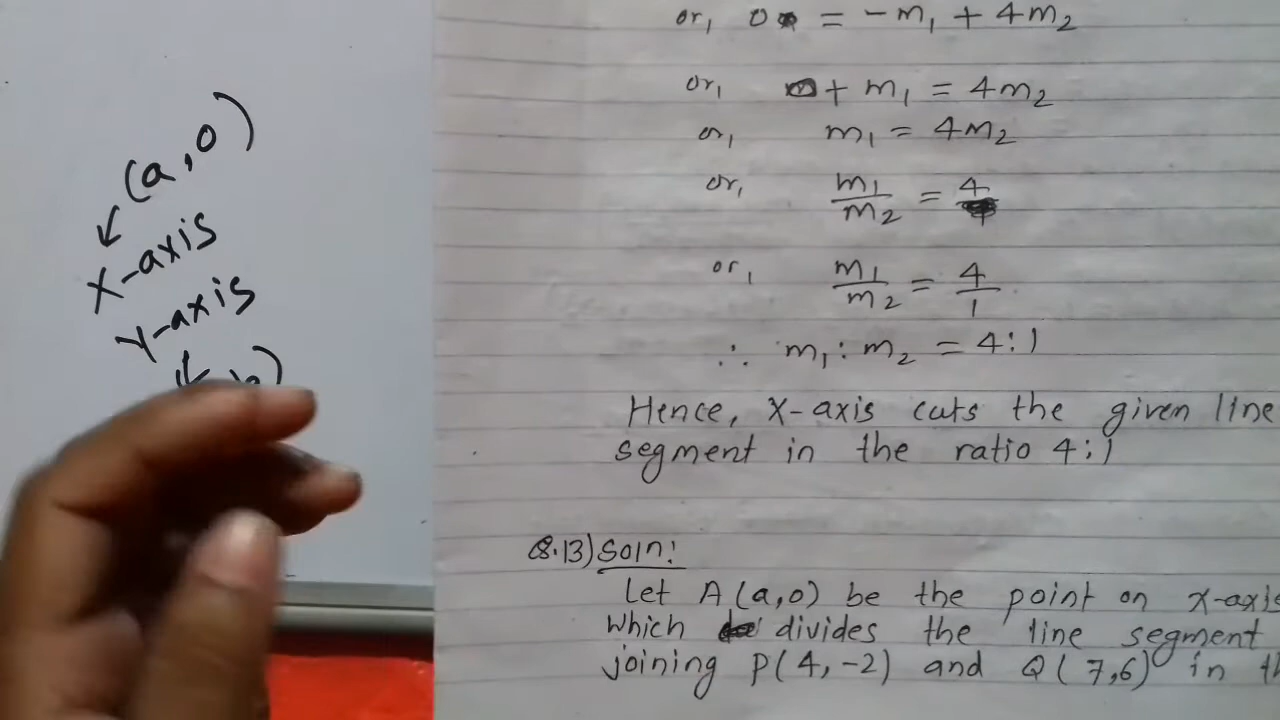 (a, 0)
X-axis
Y-axis
or, 0 = -m₁ + 4m₂
or, + m₁ = 4m₂
or, m₁ = 4m₂
or, m₁/m₂ = 4
or, m₁/m₂ = 4/1
∴ m₁ : m₂ = 4:1
Hence, X-axis cuts the given line
segment in the ratio 4:1
Q.13) Soln:
Let A(a,0) be the point on x-axis
which divides the line segment
joining P(4,-2) and Q(7,6) in